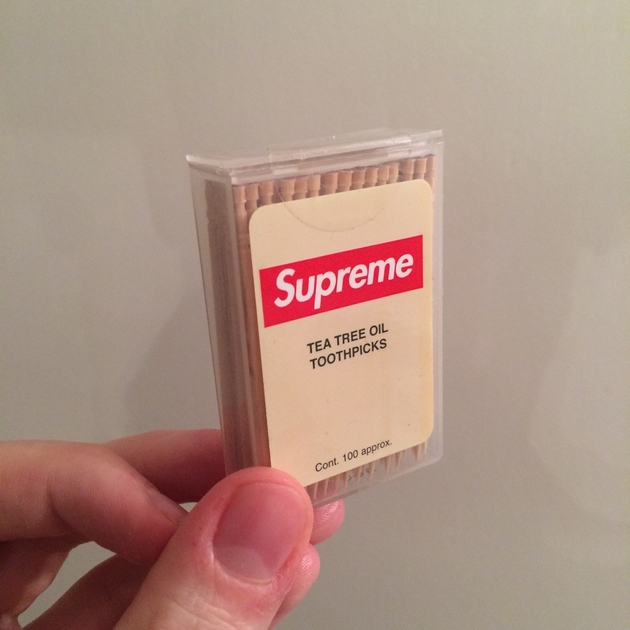 Supreme
TEA TREE OIL
TOOTHPICKS
Cont. 100 approx.